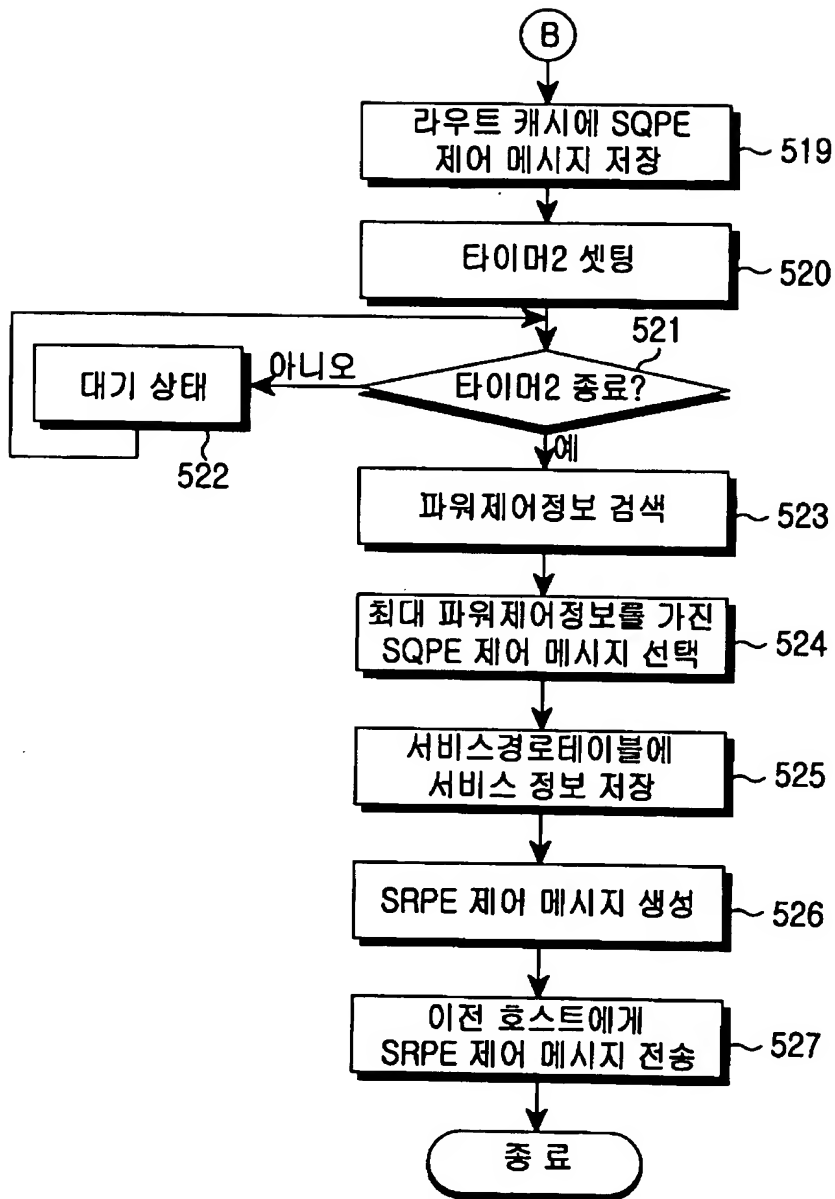 B
라우트 캐시에 SQPE
제어 메시지 저장
519
타이머2 셋팅
520
521
타이머2 종료?
아니오
대기 상태
522
예
파워제어정보 검색
523
최대 파워제어정보를 가진
SQPE 제어 메시지 선택
524
서비스경로테이블에
서비스 정보 저장
525
SRPE 제어 메시지 생성
526
이전 호스트에게
SRPE 제어 메시지 전송
527
종 료